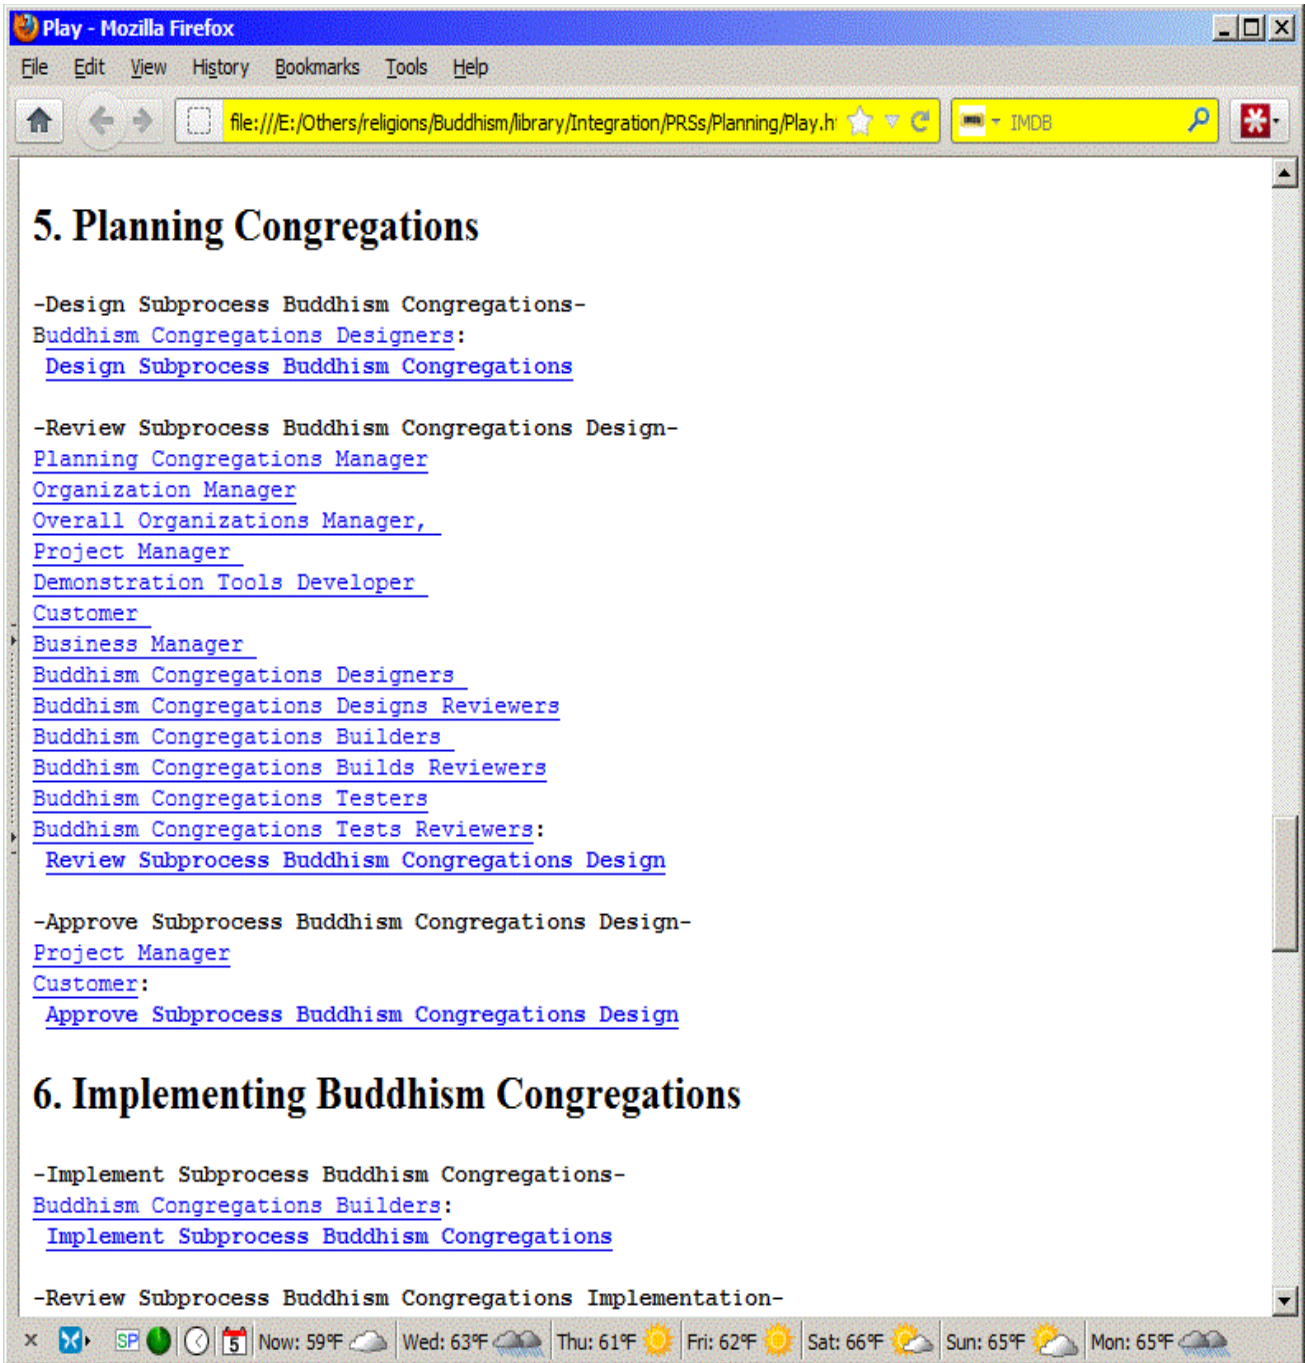 Play - Mozilla Firefox
File Edit View History Bookmarks Tools Help
file:///E:/Others/religions/Buddhism/library/Integration/PRSs/Planning/Play.h IMDB
5. Planning Congregations
-Design Subprocess Buddhism Congregations-
Buddhism Congregations Designers:
Design Subprocess Buddhism Congregations
-Review Subprocess Buddhism Congregations Design-
Planning Congregations Manager
Organization Manager
Overall Organizations Manager,
Project Manager
Demonstration Tools Developer
Customer
Business Manager
Buddhism Congregations Designers
Buddhism Congregations Designs Reviewers
Buddhism Congregations Builders
Buddhism Congregations Builds Reviewers
Buddhism Congregations Testers
Buddhism Congregations Tests Reviewers:
Review Subprocess Buddhism Congregations Design
-Approve Subprocess Buddhism Congregations Design-
Project Manager
Customer:
Approve Subprocess Buddhism Congregations Design
6. Implementing Buddhism Congregations
-Implement Subprocess Buddhism Congregations-
Buddhism Congregations Builders:
Implement Subprocess Buddhism Congregations
-Review Subprocess Buddhism Congregations Implementation-
SP 5 Now: 59°F Wed: 63°F Thu: 61°F Fri: 62°F Sat: 66°F Sun: 65°F Mon: 65°F